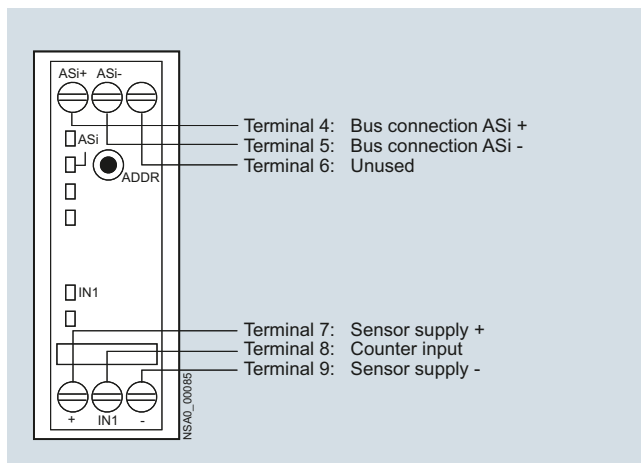 ASi+ ASi-
Terminal 4: Bus connection ASi +
Terminal 5: Bus connection ASi -
Terminal 6: Unused
ASi
ADDR
IN1
Terminal 7: Sensor supply +
Terminal 8: Counter input
Terminal 9: Sensor supply -
+ IN1 -
NSA0_00085